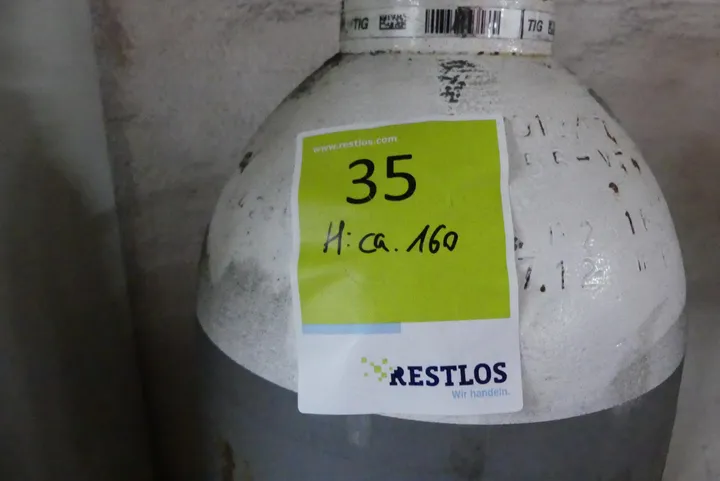 TIG
TIG
www.restlos.com
35
H: ca. 160
RESTLOS
Wir handeln.